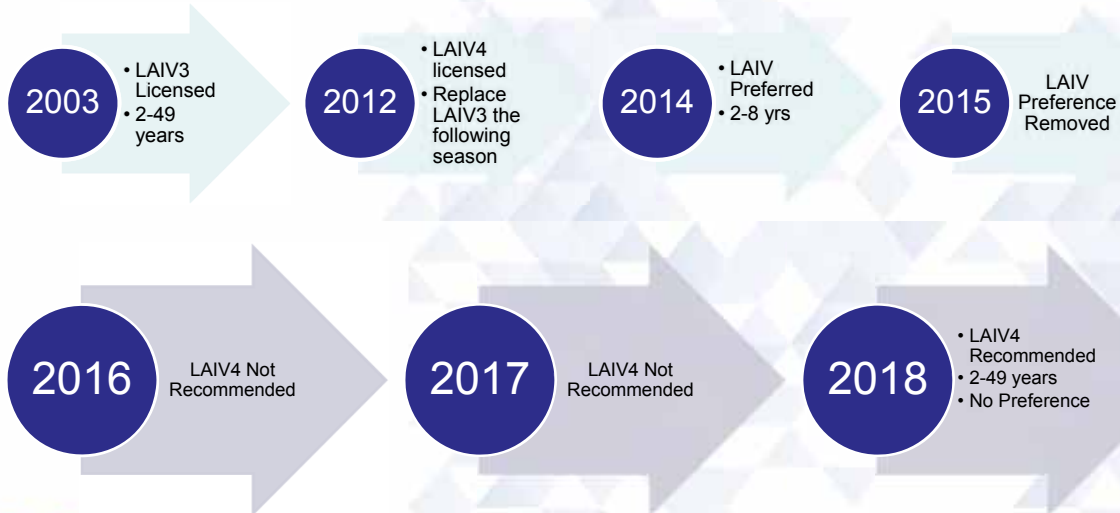 2003
• LAIV3
Licensed
• 2-49
years
2012
• LAIV4
licensed
• Replace
LAIV3 the
following
season
2014
• LAIV
Preferred
• 2-8 yrs
2015
LAIV
Preference
Removed
2016
LAIV4 Not
Recommended
2017
LAIV4 Not
Recommended
2018
• LAIV4
Recommended
• 2-49 years
• No Preference